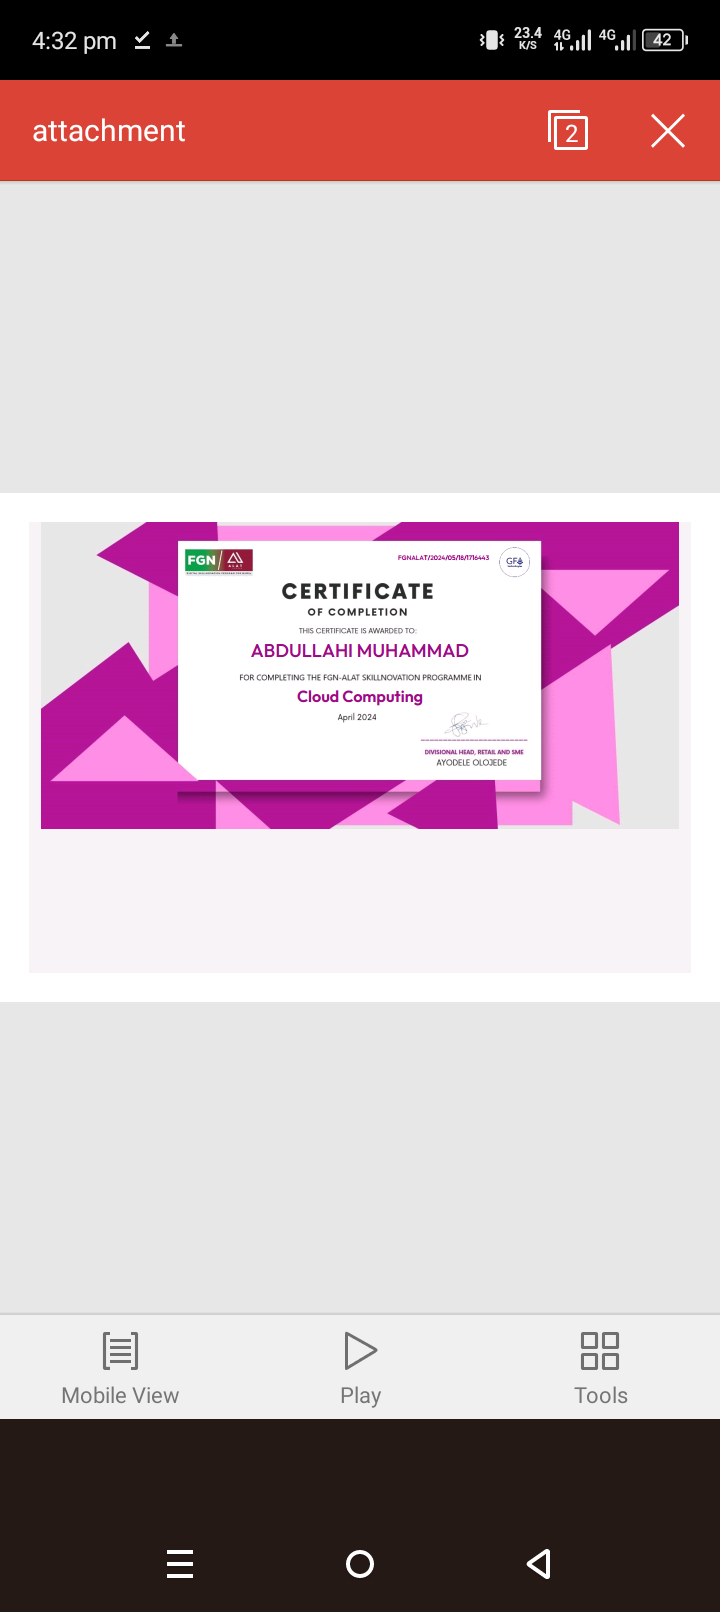 4:32 pm
23.4
K/S
4G
4G
42
attachment
2
FGN
ALAT
FGNALAT/2024/05/18/1716443
GFA
CERTIFICATE
OF COMPLETION
THIS CERTIFICATE IS AWARDED TO:
ABDULLAHI MUHAMMAD
FOR COMPLETING THE FGN-ALAT SKILLNOVATION PROGRAMME IN
Cloud Computing
April 2024
DIVISIONAL HEAD, RETAIL AND SME
AYODELE OLOJEDE
Mobile View
Play
Tools